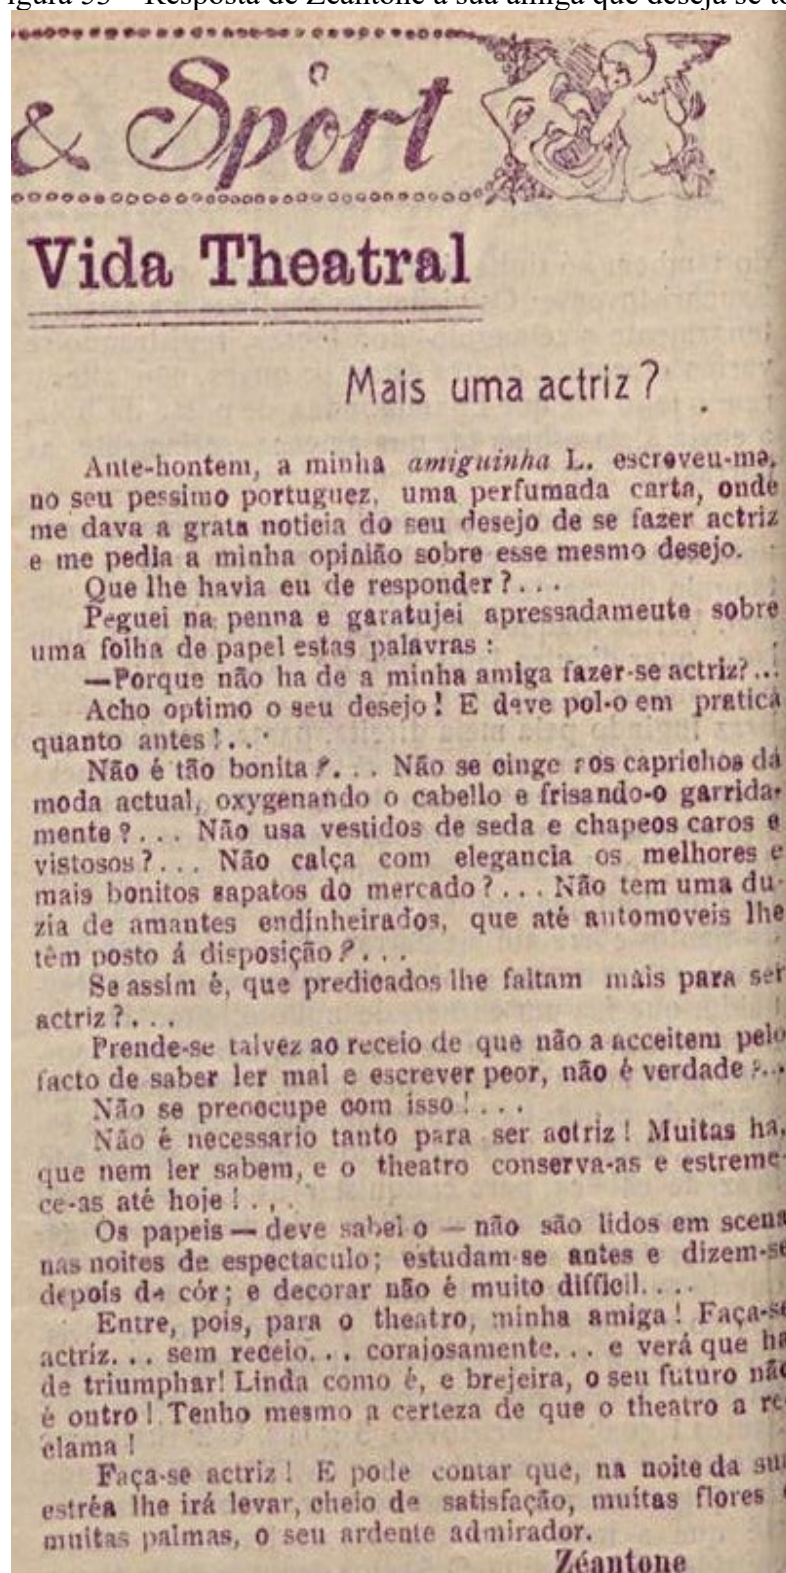 Resposta de Zéantone a sua amiga que deseja se
& Spòrt
Vida Theatral
Mais uma actriz?
Ante-hontem, a minha amiguinha L. escreveu-me,
no seu pessimo portuguez, uma perfumada carta, onde
me dava a grata noticia do seu desejo de se fazer actriz
e me pedia a minha opinião sobre esse mesmo desejo.
Que lhe havia eu de responder?...
Peguei na penna e garatujei apressadameute sobre
uma folha de papel estas palavras:
—Porque não ha de a minha amiga fazer-se actriz?...
Acho optimo o seu desejo! E deve pol-o em pratica
quanto antes!...
Não é tão bonita?... Não se cinge aos caprichos da
moda actual, oxygenando o cabello e frisando-o garrida-
mente?... Não usa vestidos de seda e chapeos caros e
vistosos?... Não calça com elegancia os melhores e
mais bonitos sapatos do mercado?... Não tem uma du-
zia de amantes endinheirados, que até automoveis lhe
têm posto á disposição?...
Se assim é, que predicados lhe faltam mais para ser
actriz?...
Prende-se talvez ao receio de que não a acceitem pelo
facto de saber ler mal e escrever peor, não é verdade?...
Não se preoccupe com isso!...
Não é necessario tanto para ser actriz! Muitas ha,
que nem ler sabem, e o theatro conserva-as e estreme-
ce-as até hoje!...
Os papeis — deve sabel o — não são lidos em scena
nas noites de espectaculo; estudam-se antes e dizem-se
depois de cór; e decorar não é muito difficil....
Entre, pois, para o theatro, minha amiga! Faça-se
actriz... sem receio... corajosamente... e verá que ha
de triumphar! Linda como é, e brejeira, o seu futuro não
é outro! Tenho mesmo a certeza de que o theatro a re-
clama!
Faça-se actriz! E pode contar que, na noite da sua
estréa lhe irá levar, cheio de satisfação, muitas flores e
muitas palmas, o seu ardente admirador.
Zéantone